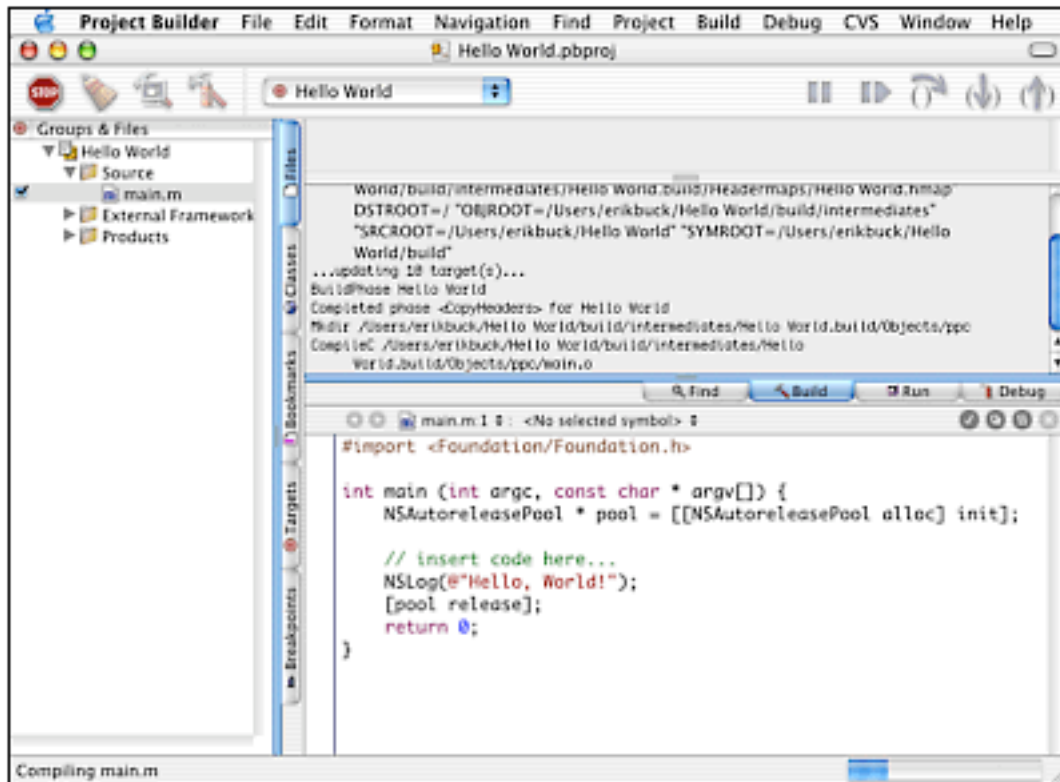 Project Builder File Edit Format Navigation Find Project Build Debug CVS Window Help
Hello World.pbproj
STOP
Hello World
Groups & Files
Hello World
Source
main.m
External Framework
Products
Files
Classes
Bookmarks
Targets
Breakpoints
World/build/intermediates/Hello World.build/Headermaps/Hello World.hmap"
DSTROOT=/ "OBJROOT=/Users/erikbuck/Hello World/build/intermediates"
"SRCROOT=/Users/erikbuck/Hello World" "SYMROOT=/Users/erikbuck/Hello
World/build"
...updating 10 target(s)...
BuildPhase Hello World
Completed phase <CopyHeaders> for Hello World
Mkdir /Users/erikbuck/Hello World/build/intermediates/Hello World.build/Objects/ppc
CompileC /Users/erikbuck/Hello World/build/intermediates/Hello
World.build/Objects/ppc/main.o
Find Build Run Debug
main.m:1 : <No selected symbol>
#import <Foundation/Foundation.h>
int main (int argc, const char * argv[]) {
NSAutoreleasePool * pool = [[NSAutoreleasePool alloc] init];
// insert code here...
NSLog(@"Hello, World!");
[pool release];
return 0;
}
Compiling main.m